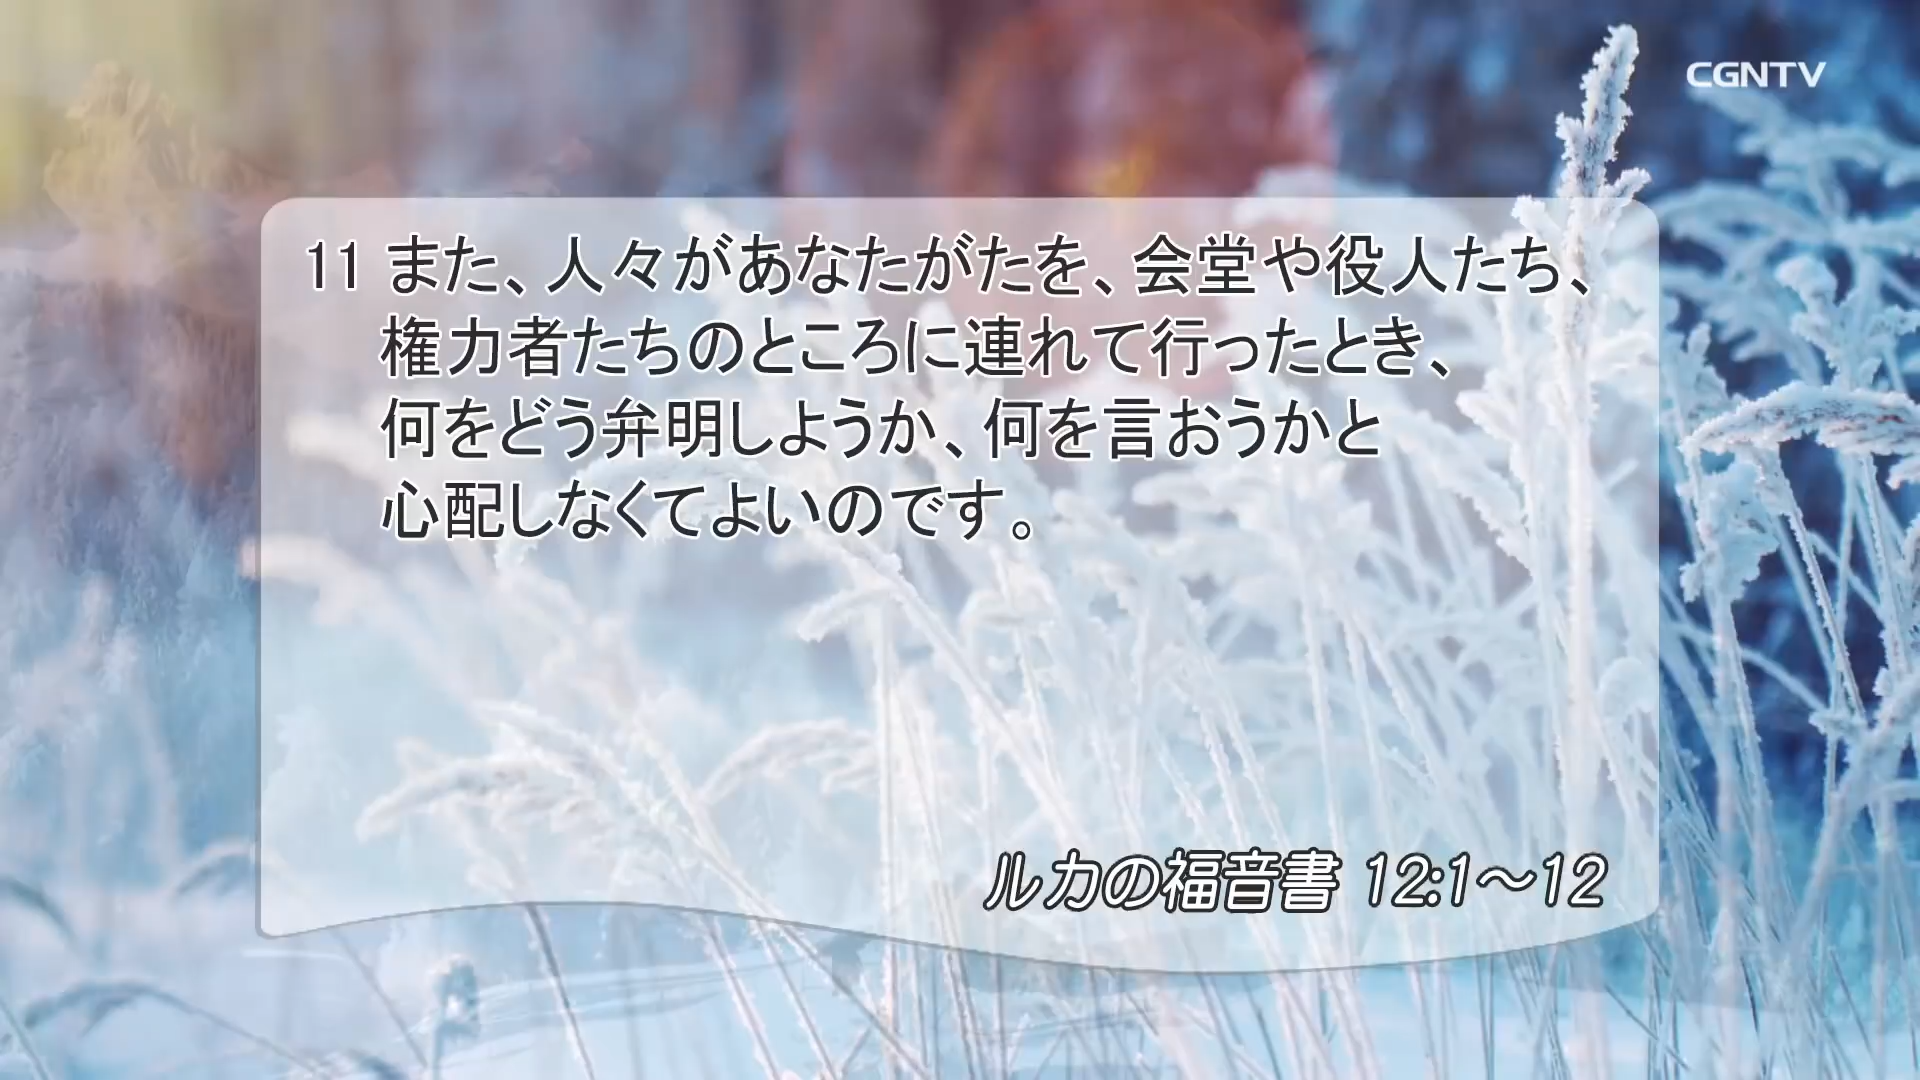 CGNTV
11 また、人々があなたがたを、会堂や役人たち、
権力者たちのところに連れて行ったとき、
何をどう弁明しようか、何を言おうかと
心配しなくてよいのです。
ルカの福音書 12:1～12